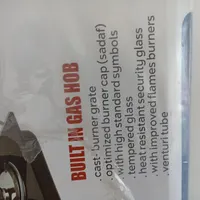 BUILT IN GAS HOB
. cast-burner grate
. optimized burner cap (sadaf)
with high standard symbols
. tempered glass
. heat resistant security glass
with improved flames burners
. venturi tube